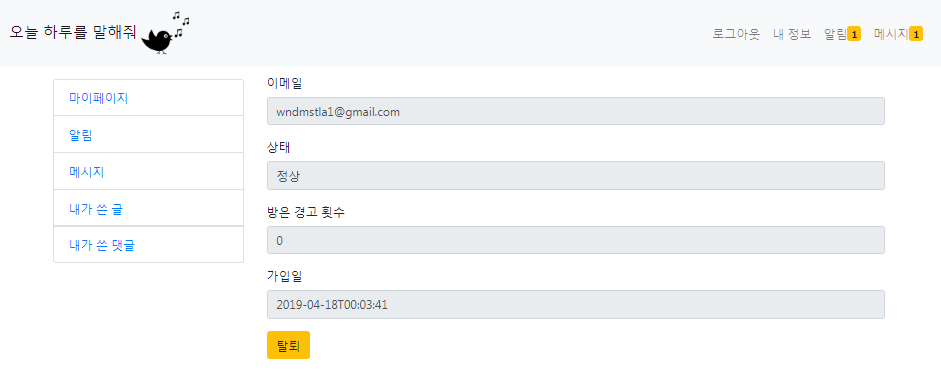 오늘 하루를 말해줘
로그아웃 내 정보 알림1 메시지1
마이페이지
알림
메시지
내가 쓴 글
내가 쓴 댓글
이메일
wndmstla1@gmail.com
상태
정상
받은 경고 횟수
0
가입일
2019-04-18T00:03:41
탈퇴